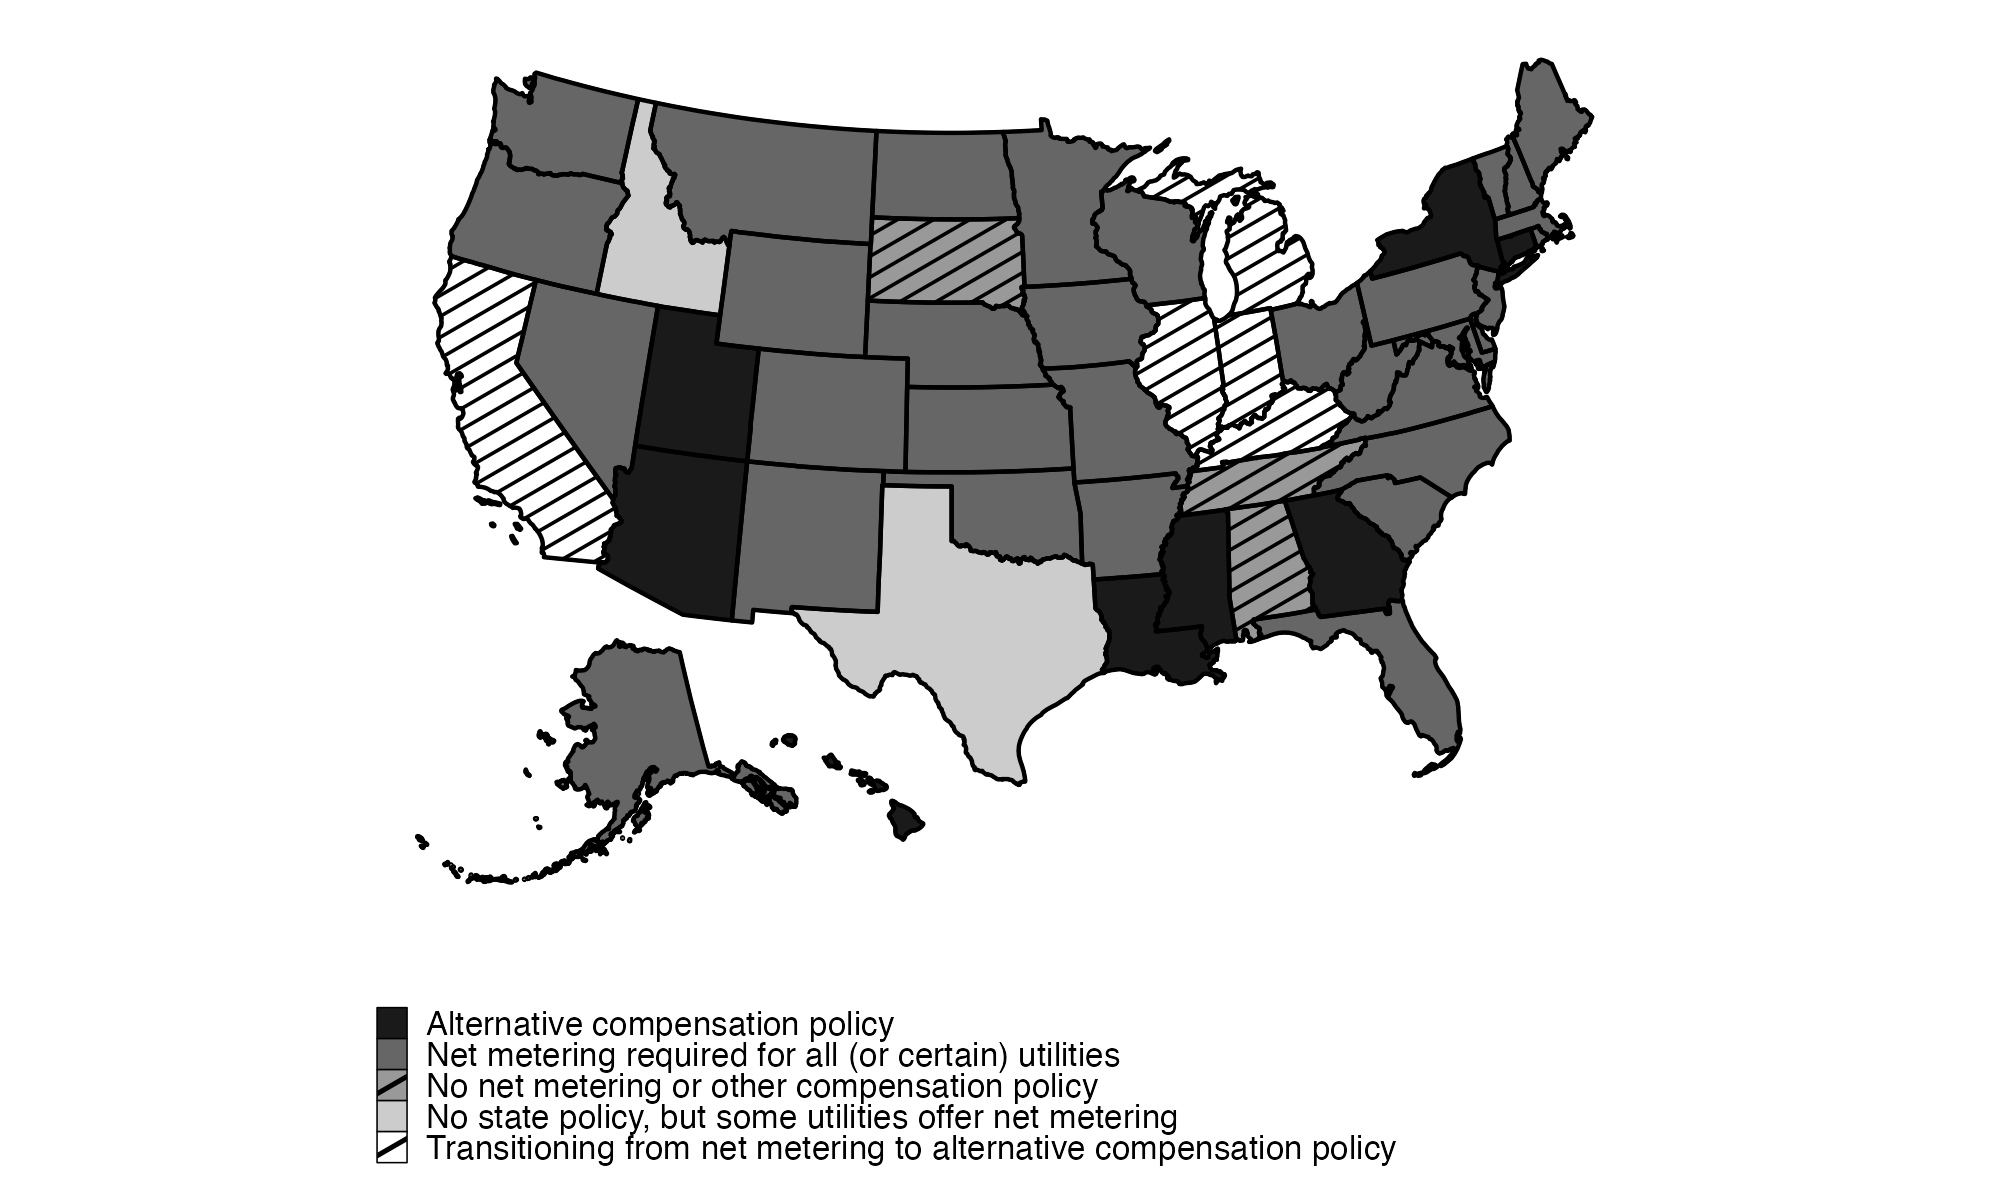 Alternative compensation policy
Net metering required for all (or certain) utilities
No net metering or other compensation policy
No state policy, but some utilities offer net metering
Transitioning from net metering to alternative compensation policy